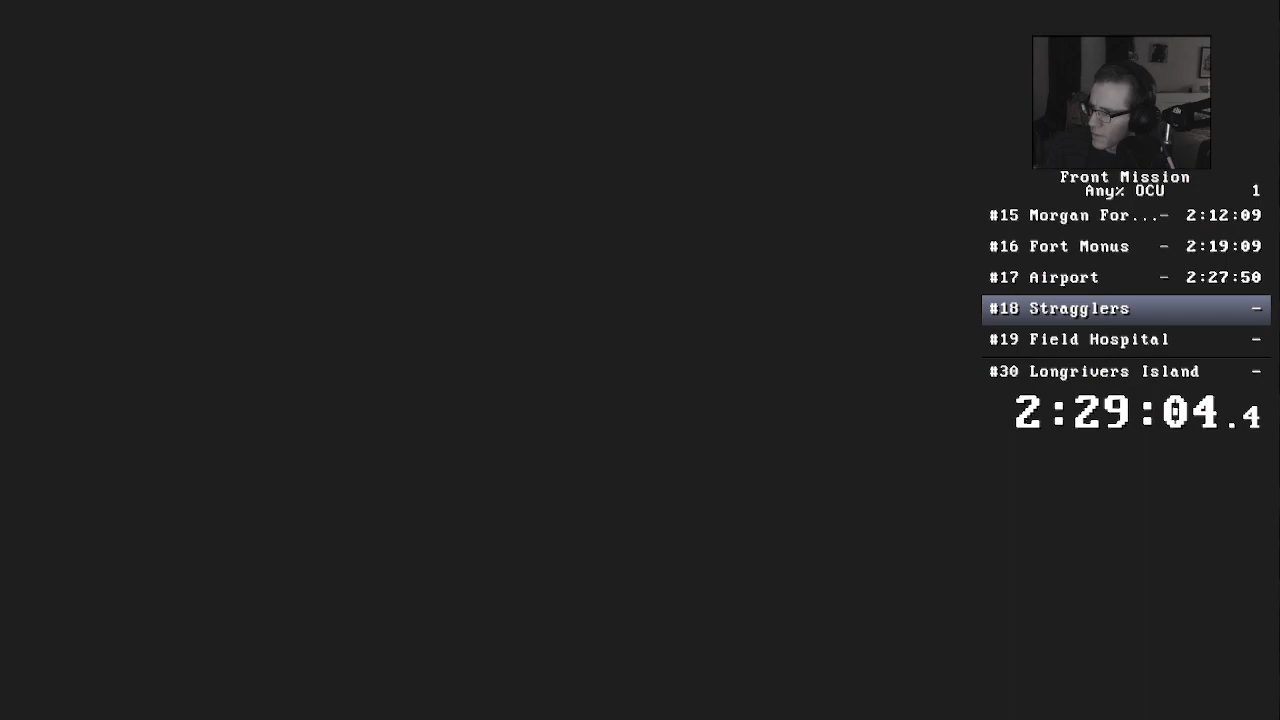 Front Mission
Any% OCU 1
#15 Morgan For...- 2:12:09
#16 Fort Monus - 2:19:09
#17 Airport - 2:27:50
#18 Stragglers -
#19 Field Hospital -
#30 Longrivers Island -
2:29:04.4